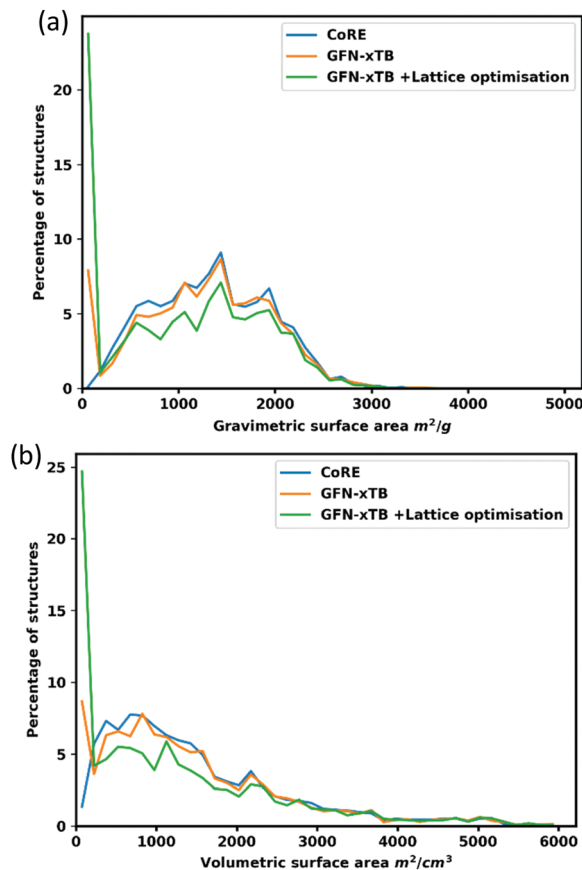 (a)
CoRE
GFN-xTB
GFN-xTB +Lattice optimisation
Percentage of structures
20
15
10
5
0
0 1000 2000 3000 4000 5000
Gravimetric surface area m²/g
(b)
CoRE
GFN-xTB
GFN-xTB +Lattice optimisation
Percentage of structures
25
20
15
10
5
0
0 1000 2000 3000 4000 5000 6000
Volumetric surface area m²/cm³